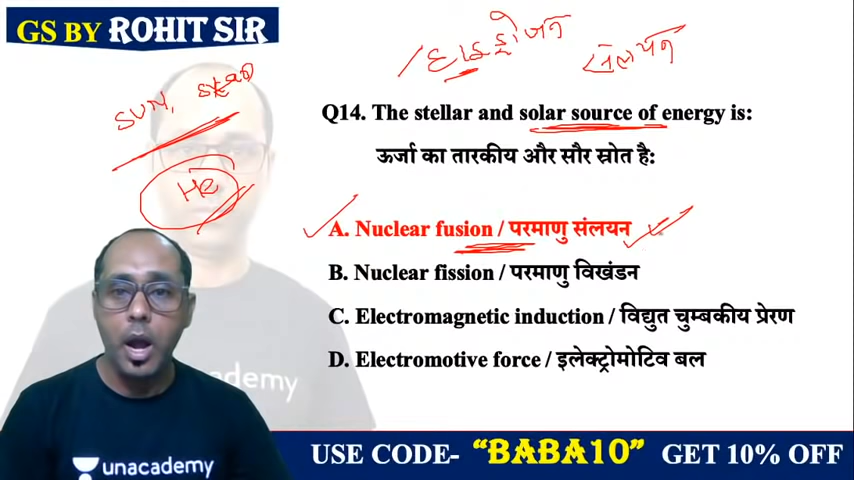 GS BY ROHIT SIR
हाइड्रोजन संलयन
SUN, 
He
Q14. The stellar and solar source of energy is:
ऊर्जा का तारकीय और सौर स्रोत है:
A. Nuclear fusion / परमाणु संलयन
B. Nuclear fission / परमाणु विखंडन
C. Electromagnetic induction / विद्युत चुम्बकीय प्रेरण
D. Electromotive force / इलेक्ट्रोमोटिव बल
unacademy
USE CODE- “BABA10” GET 10% OFF